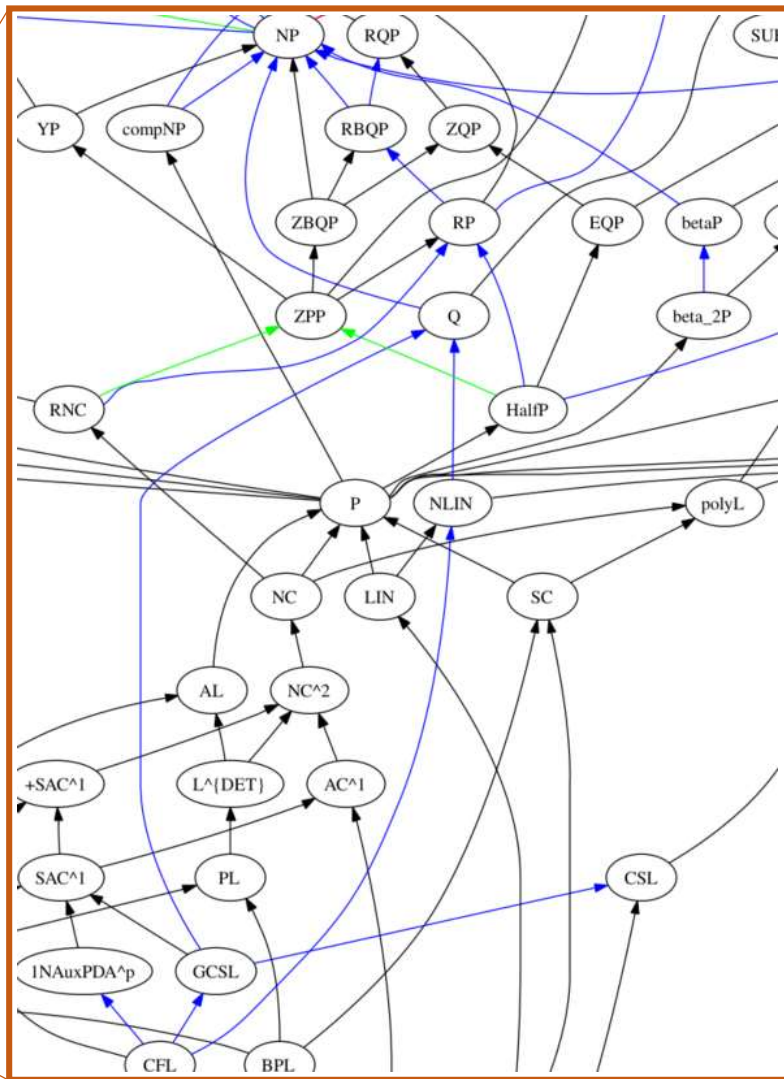 NP RQP SUB
YP compNP RBQP ZQP
ZBQP RP EQP betaP
ZPP Q beta_2P
RNC HalfP
P NLIN polyL
NC LIN SC
AL NC^2
+SAC^1 L^{DET} AC^1
SAC^1 PL CSL
1NAuxPDA^p GCSL
CFL BPL